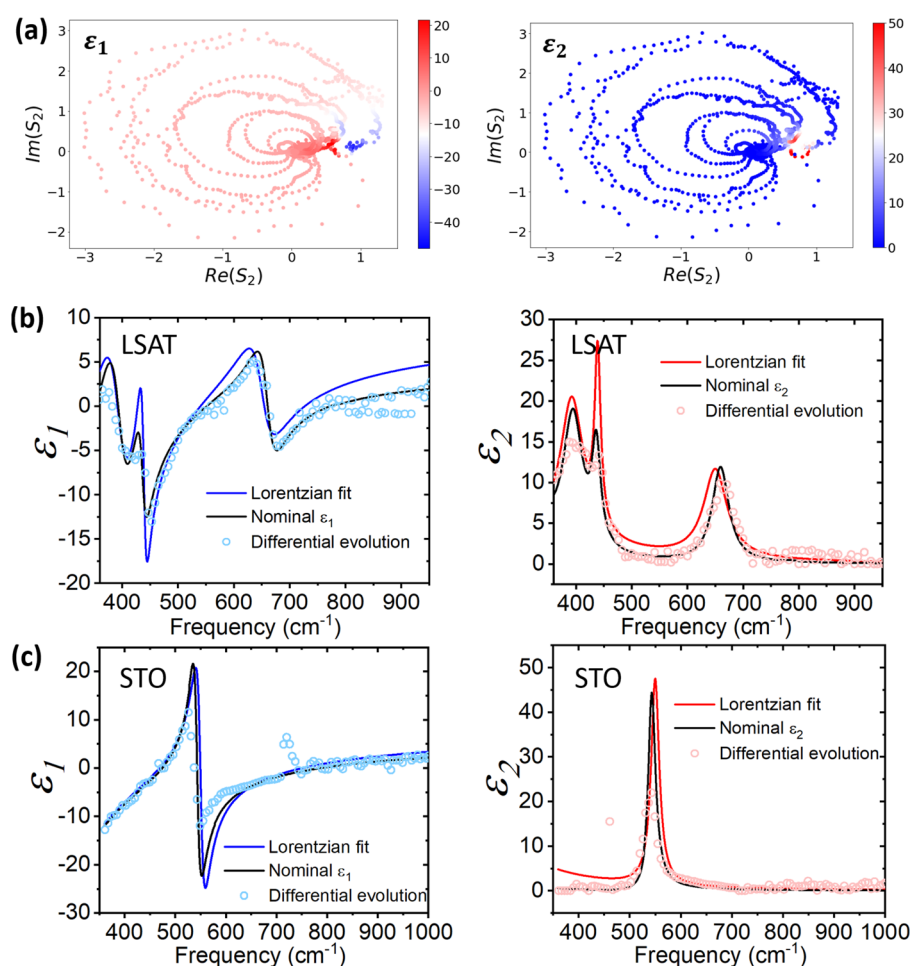 (a)
ε₁
3
2
1
0
−1
−2
Im(S₂)
−3 −2 −1 0 1
Re(S₂)
20
10
0
−10
−20
−30
−40
ε₂
3
2
1
0
−1
−2
Im(S₂)
−3 −2 −1 0 1
Re(S₂)
50
40
30
20
10
0
(b)
LSAT
10
5
0
-5
-10
-15
-20
ε₁
Lorentzian fit
Nominal ε₁
Differential evolution
400 500 600 700 800 900
Frequency (cm⁻¹)
LSAT
30
25
20
15
10
5
0
ε₂
Lorentzian fit
Nominal ε₂
Differential evolution
400 500 600 700 800 900
Frequency (cm⁻¹)
(c)
STO
30
20
10
0
-10
-20
-30
ε₁
Lorentzian fit
Nominal ε₁
Differential evolution
400 500 600 700 800 900 1000
Frequency (cm⁻¹)
STO
50
40
30
20
10
0
ε₂
Lorentzian fit
Nominal ε₂
Differential evolution
400 500 600 700 800 900 1000
Frequency (cm⁻¹)